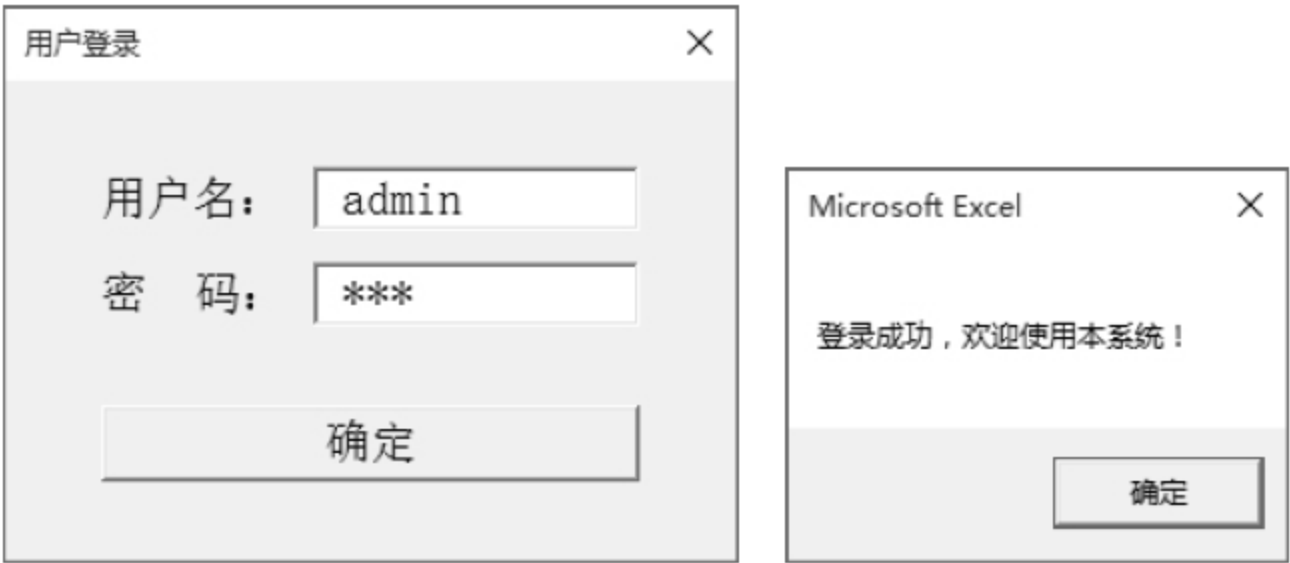 用户登录
用户名： admin
密　码： ***
确定
Microsoft Excel
登录成功，欢迎使用本系统！
确定